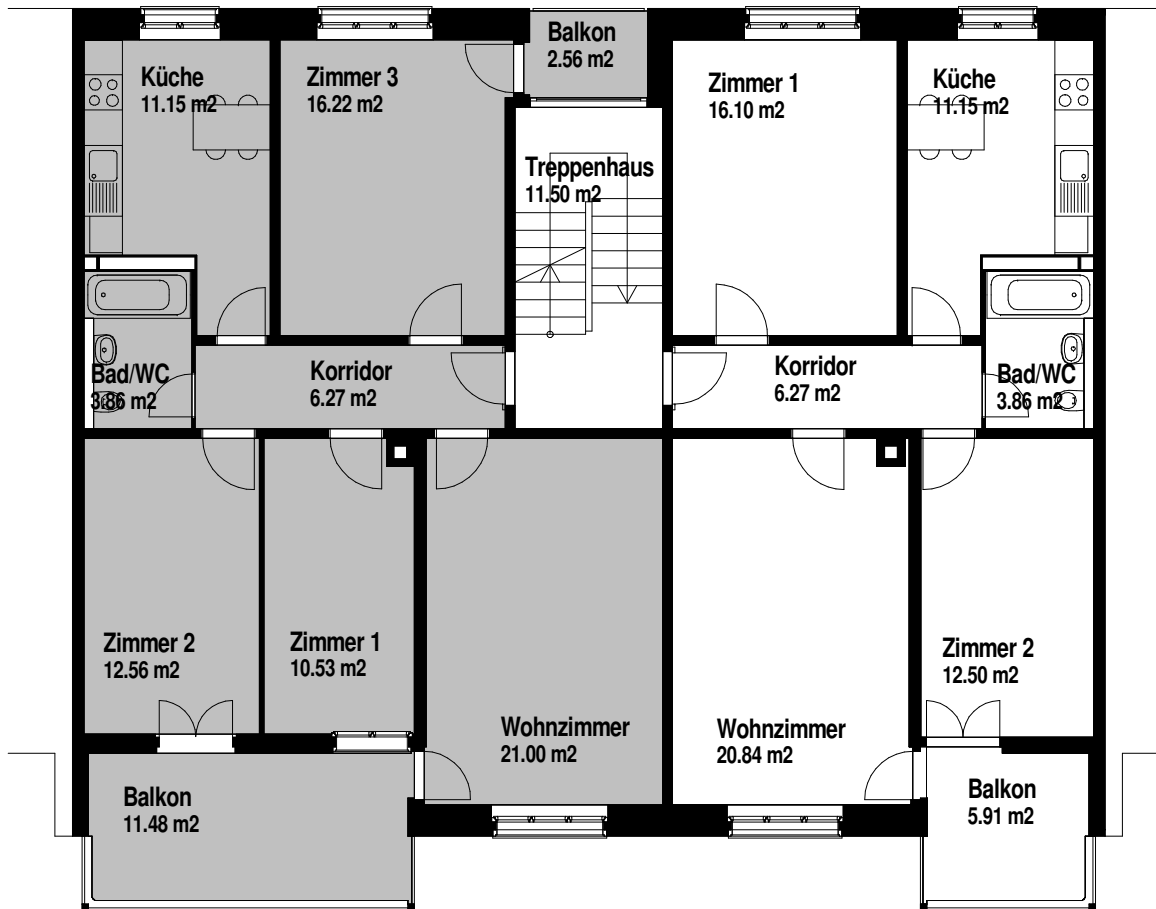 Küche
11.15 m2
Zimmer 3
16.22 m2
Balkon
2.56 m2
Zimmer 1
16.10 m2
Küche
11.15 m2
Treppenhaus
11.50 m2
Bad/WC
3.86 m2
Korridor
6.27 m2
Korridor
6.27 m2
Bad/WC
3.86 m2
Zimmer 2
12.56 m2
Zimmer 1
10.53 m2
Wohnzimmer
21.00 m2
Wohnzimmer
20.84 m2
Zimmer 2
12.50 m2
Balkon
11.48 m2
Balkon
5.91 m2